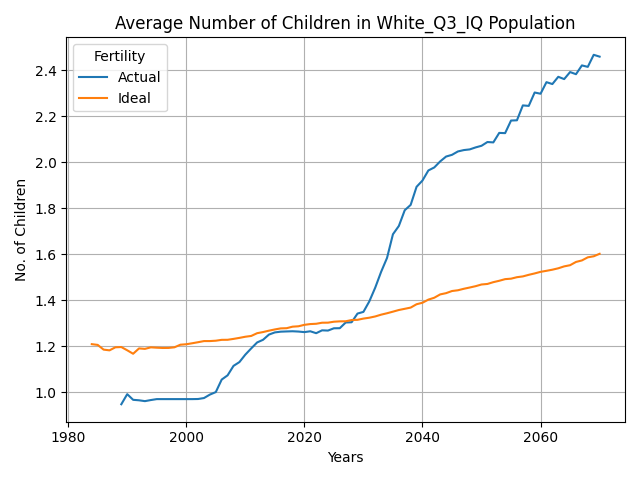 Average Number of Children in White_Q3_IQ Population
Fertility
Actual
Ideal
2.4
2.2
2.0
1.8
1.6
1.4
1.2
1.0
No. of Children
1980 2000 2020 2040 2060
Years